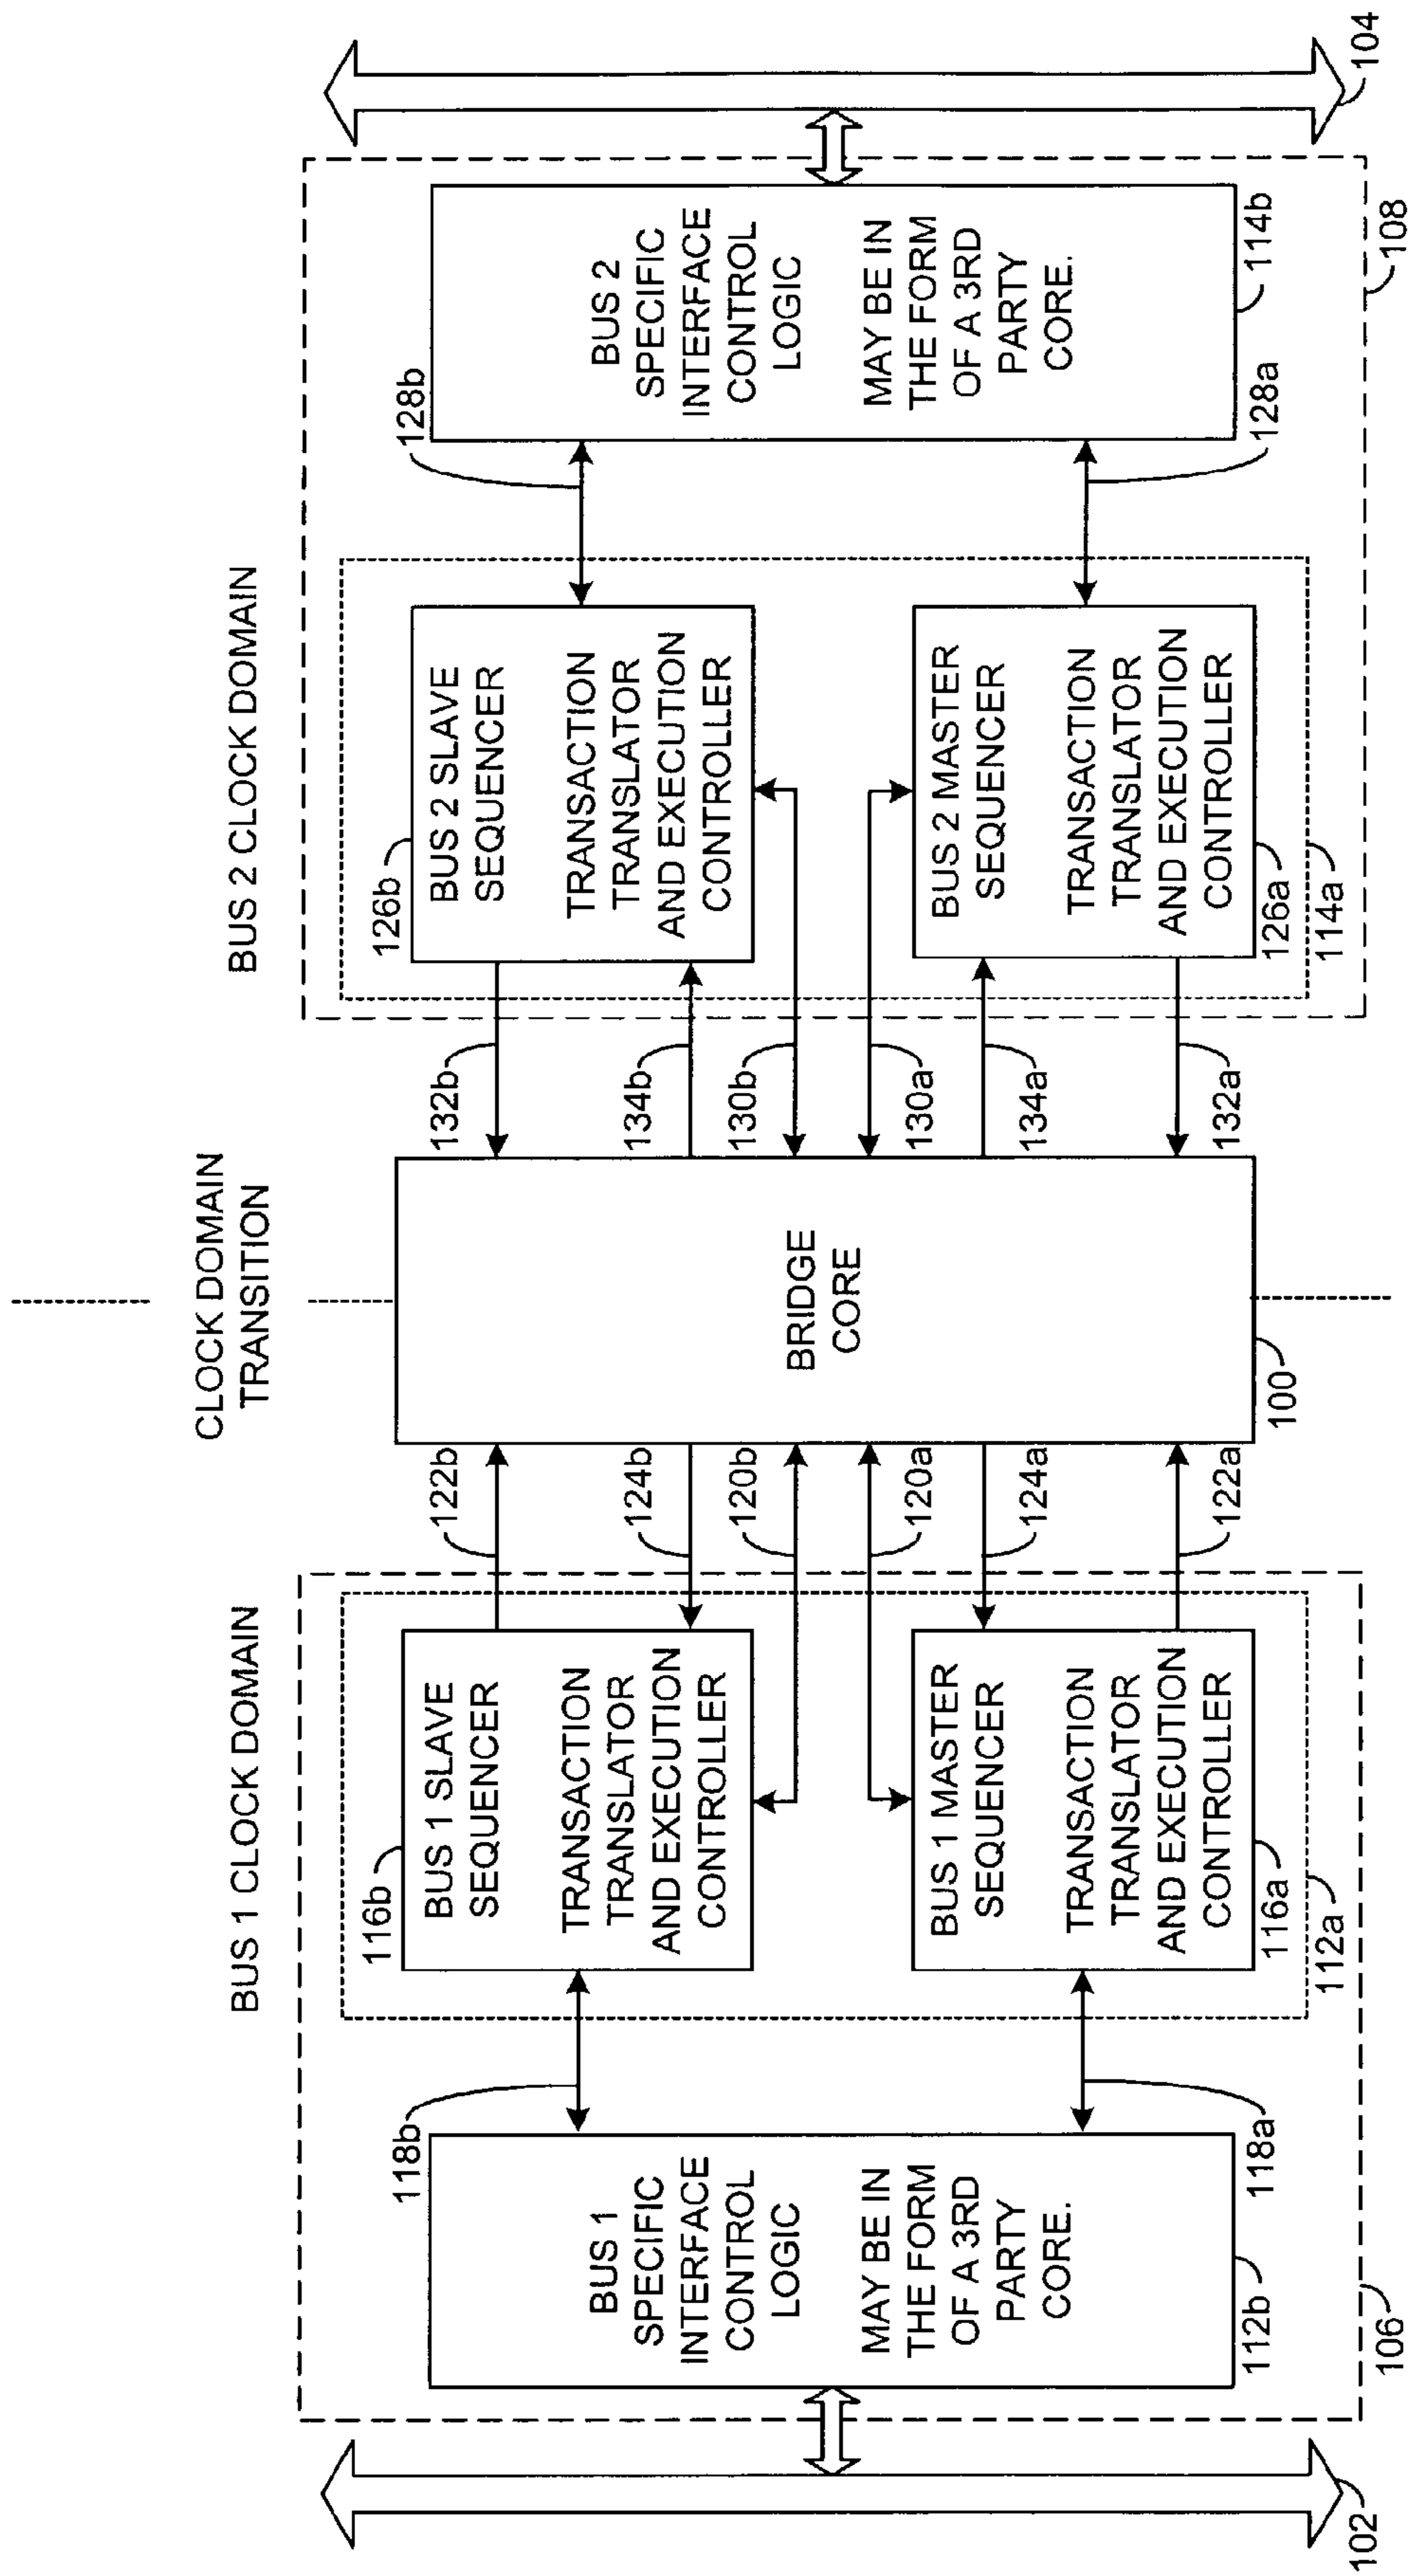 BUS 1 CLOCK DOMAIN
CLOCK DOMAIN
TRANSITION
BUS 2 CLOCK DOMAIN
102
106
BUS 1
SPECIFIC
INTERFACE
CONTROL
LOGIC
MAY BE IN
THE FORM
OF A 3RD
PARTY
CORE.
112b
118b
118a
116b
BUS 1 SLAVE
SEQUENCER
TRANSACTION
TRANSLATOR
AND EXECUTION
CONTROLLER
BUS 1 MASTER
SEQUENCER
TRANSACTION
TRANSLATOR
AND EXECUTION
CONTROLLER
116a
112a
122b
124b
120b
120a
124a
122a
BRIDGE
CORE
100
132b
134b
130b
130a
134a
132a
126b
BUS 2 SLAVE
SEQUENCER
TRANSACTION
TRANSLATOR
AND EXECUTION
CONTROLLER
BUS 2 MASTER
SEQUENCER
TRANSACTION
TRANSLATOR
AND EXECUTION
CONTROLLER
126a
114a
128b
128a
BUS 2
SPECIFIC
INTERFACE
CONTROL
LOGIC
MAY BE IN
THE FORM
OF A 3RD
PARTY
CORE.
114b
108
104